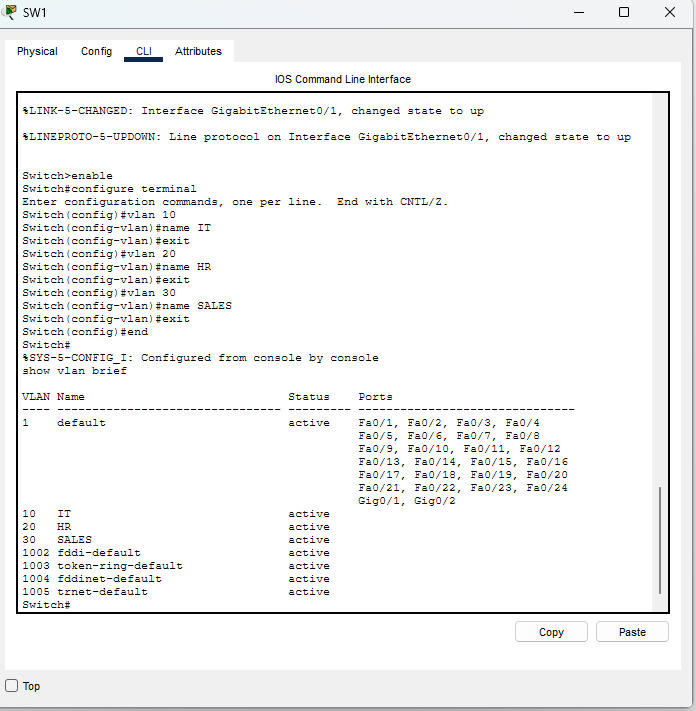 SW1
Physical Config CLI Attributes
IOS Command Line Interface
%LINK-5-CHANGED: Interface GigabitEthernet0/1, changed state to up
%LINEPROTO-5-UPDOWN: Line protocol on Interface GigabitEthernet0/1, changed state to up
Switch>enable
Switch#configure terminal
Enter configuration commands, one per line.  End with CNTL/Z.
Switch(config)#vlan 10
Switch(config-vlan)#name IT
Switch(config-vlan)#exit
Switch(config)#vlan 20
Switch(config-vlan)#name HR
Switch(config-vlan)#exit
Switch(config)#vlan 30
Switch(config-vlan)#name SALES
Switch(config-vlan)#exit
Switch(config)#end
Switch#
%SYS-5-CONFIG_I: Configured from console by console
show vlan brief
VLAN Name                             Status    Ports
---- -------------------------------- --------- -------------------------------
1    default                          active    Fa0/1, Fa0/2, Fa0/3, Fa0/4
                                                Fa0/5, Fa0/6, Fa0/7, Fa0/8
                                                Fa0/9, Fa0/10, Fa0/11, Fa0/12
                                                Fa0/13, Fa0/14, Fa0/15, Fa0/16
                                                Fa0/17, Fa0/18, Fa0/19, Fa0/20
                                                Fa0/21, Fa0/22, Fa0/23, Fa0/24
                                                Gig0/1, Gig0/2
10   IT                               active
20   HR                               active
30   SALES                            active
1002 fddi-default                     active
1003 token-ring-default               active
1004 fddinet-default                  active
1005 trnet-default                    active
Switch#
Copy Paste
Top